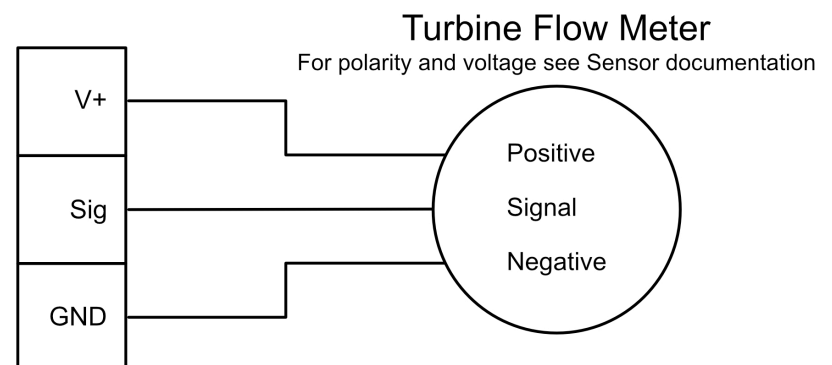 Turbine Flow Meter
For polarity and voltage see Sensor documentation
V+
Positive
Sig
Signal
Negative
GND